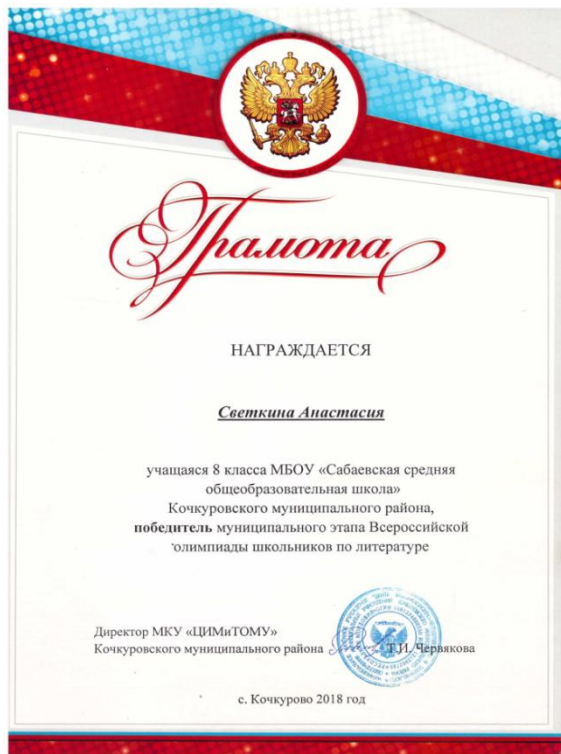 Грамота
НАГРАЖДАЕТСЯ
Светкина Анастасия
учащаяся 8 класса МБОУ «Сабаевская средняя
общеобразовательная школа»
Кочкуровского муниципального района,
победитель муниципального этапа Всероссийской
олимпиады школьников по литературе
Директор МКУ «ЦИМиТОМУ»
Кочкуровского муниципального района Т.И. Червякова
с. Кочкурово 2018 год